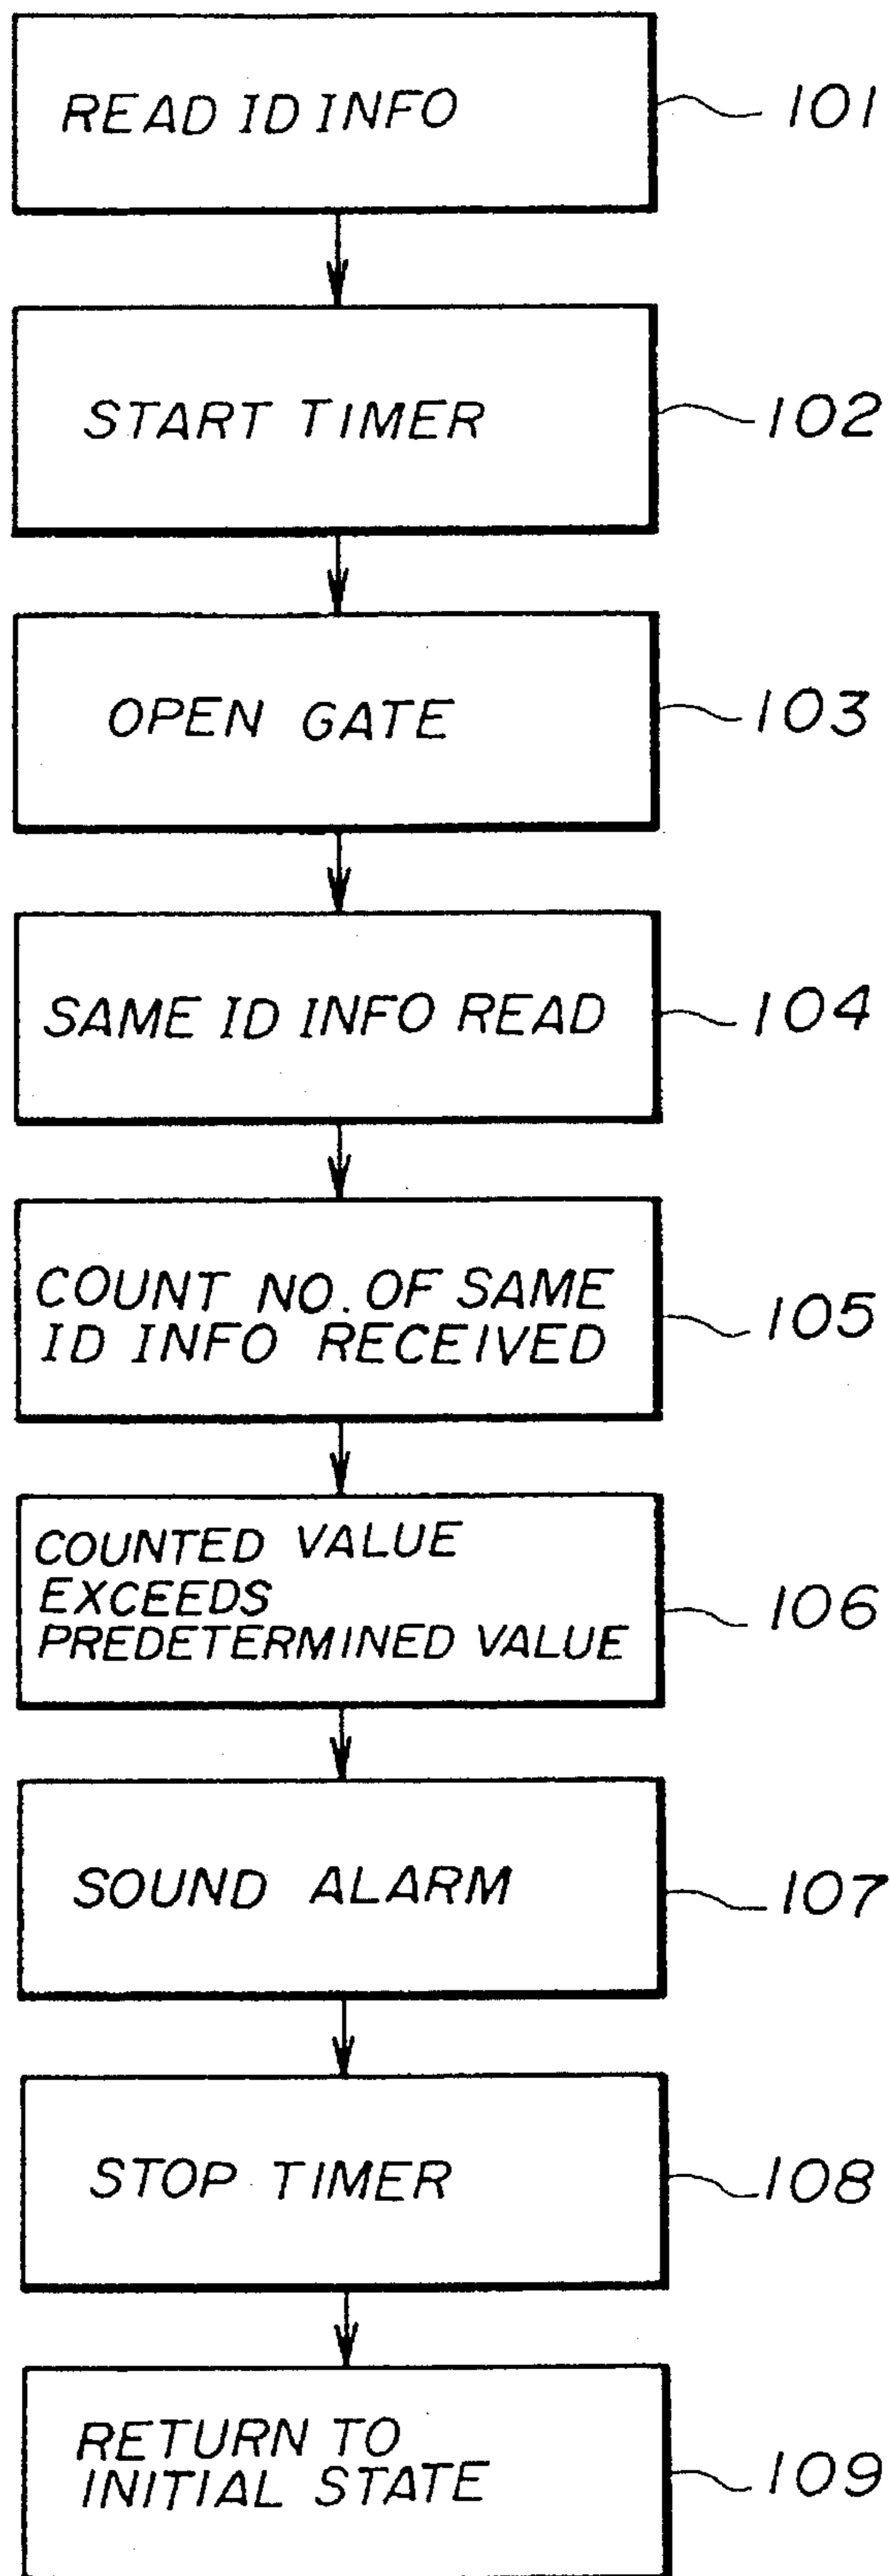 READ ID INFO
101
START TIMER
102
OPEN GATE
103
SAME ID INFO READ
104
COUNT NO. OF SAME
ID INFO RECEIVED
105
COUNTED VALUE
EXCEEDS
PREDETERMINED VALUE
106
SOUND ALARM
107
STOP TIMER
108
RETURN TO
INITIAL STATE
109